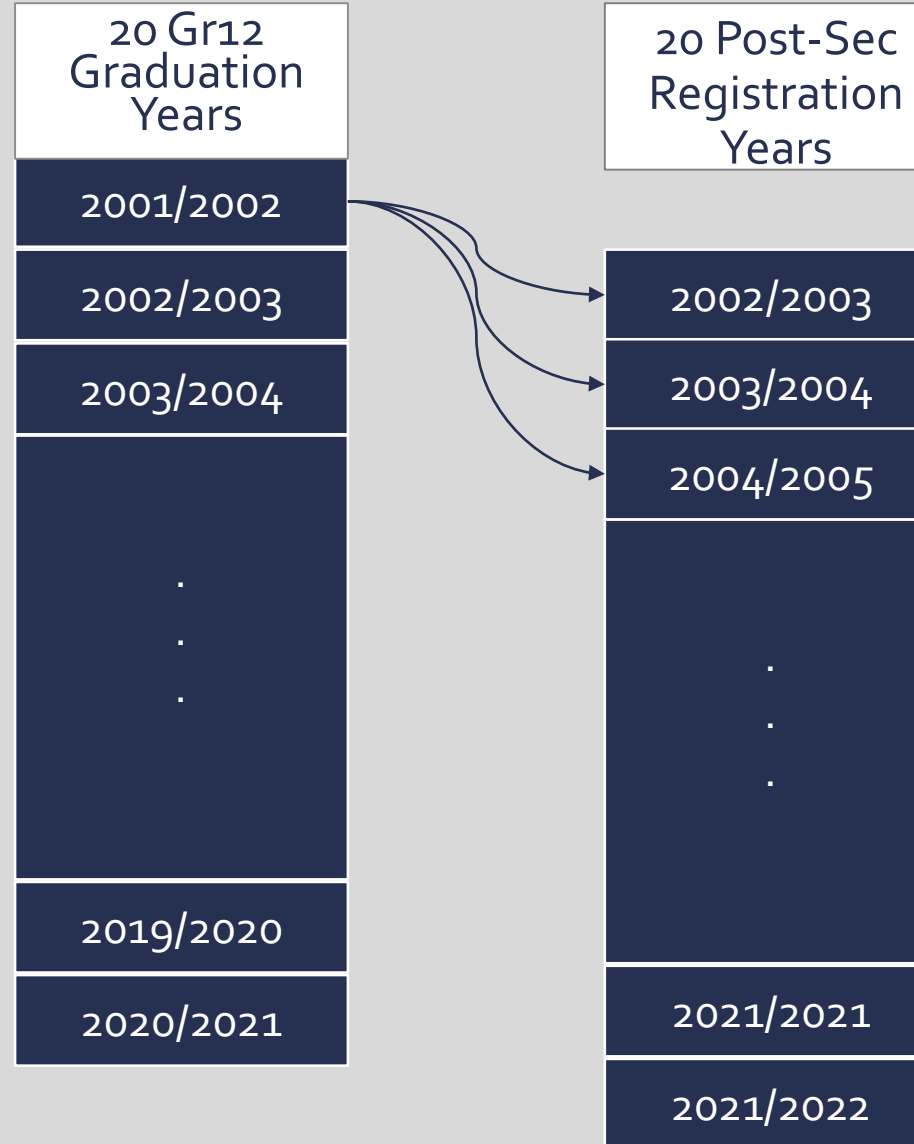 20 Gr12
Graduation
Years
2001/2002
2002/2003
2003/2004
.
.
.
2019/2020
2020/2021
20 Post-Sec
Registration
Years
2002/2003
2003/2004
2004/2005
.
.
.
2021/2021
2021/2022